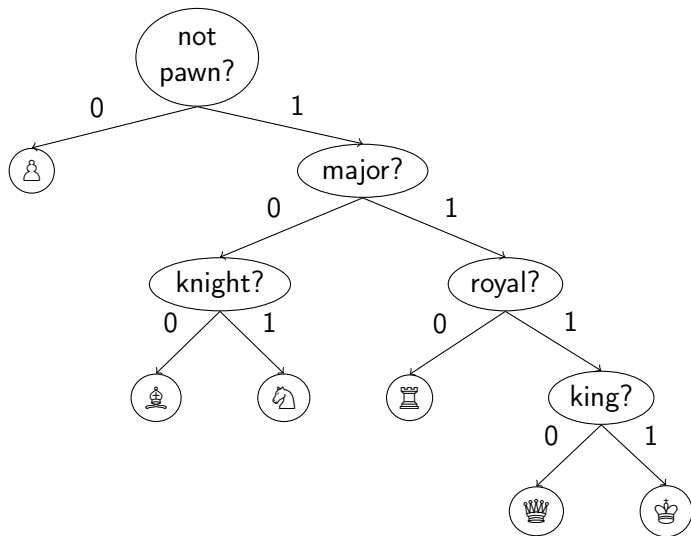 not
pawn?
0 1
♙ major?
0 1
knight? royal?
0 1 0 1
♗ ♘ ♖ king?
0 1
♕ ♔